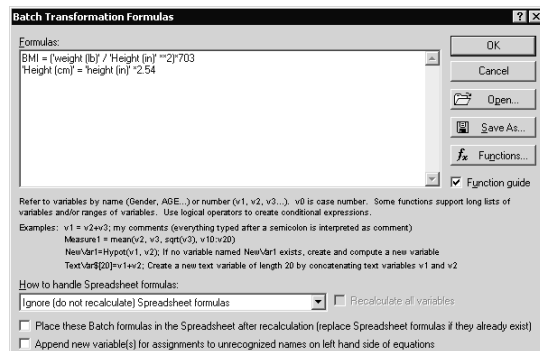 Batch Transformation Formulas
Formulas:
BMI = ('weight (lb)' / 'Height (in)' **2)*703
'Height (cm)' = 'height (in)' *2.54
OK
Cancel
Open...
Save As...
fx Functions...
Function guide
Refer to variables by name (Gender, AGE...) or number (v1, v2, v3...). v0 is case number. Some functions support long lists of
variables and/or ranges of variables. Use logical operators to create conditional expressions.
Examples: v1 = v2+v3; my comments (everything typed after a semicolon is interpreted as comment)
Measure1 = mean(v2, v3, sqrt(v3), v10:v20)
NewVar1=Hypot(v1, v2); If no variable named NewVar1 exists, create and compute a new variable
TextVar$[20]=v1+v2; Create a new text variable of length 20 by concatenating text variables v1 and v2
How to handle Spreadsheet formulas:
Ignore (do not recalculate) Spreadsheet formulas
Recalculate all variables
Place these Batch formulas in the Spreadsheet after recalculation (replace Spreadsheet formulas if they already exist)
Append new variable(s) for assignments to unrecognized names on left hand side of equations